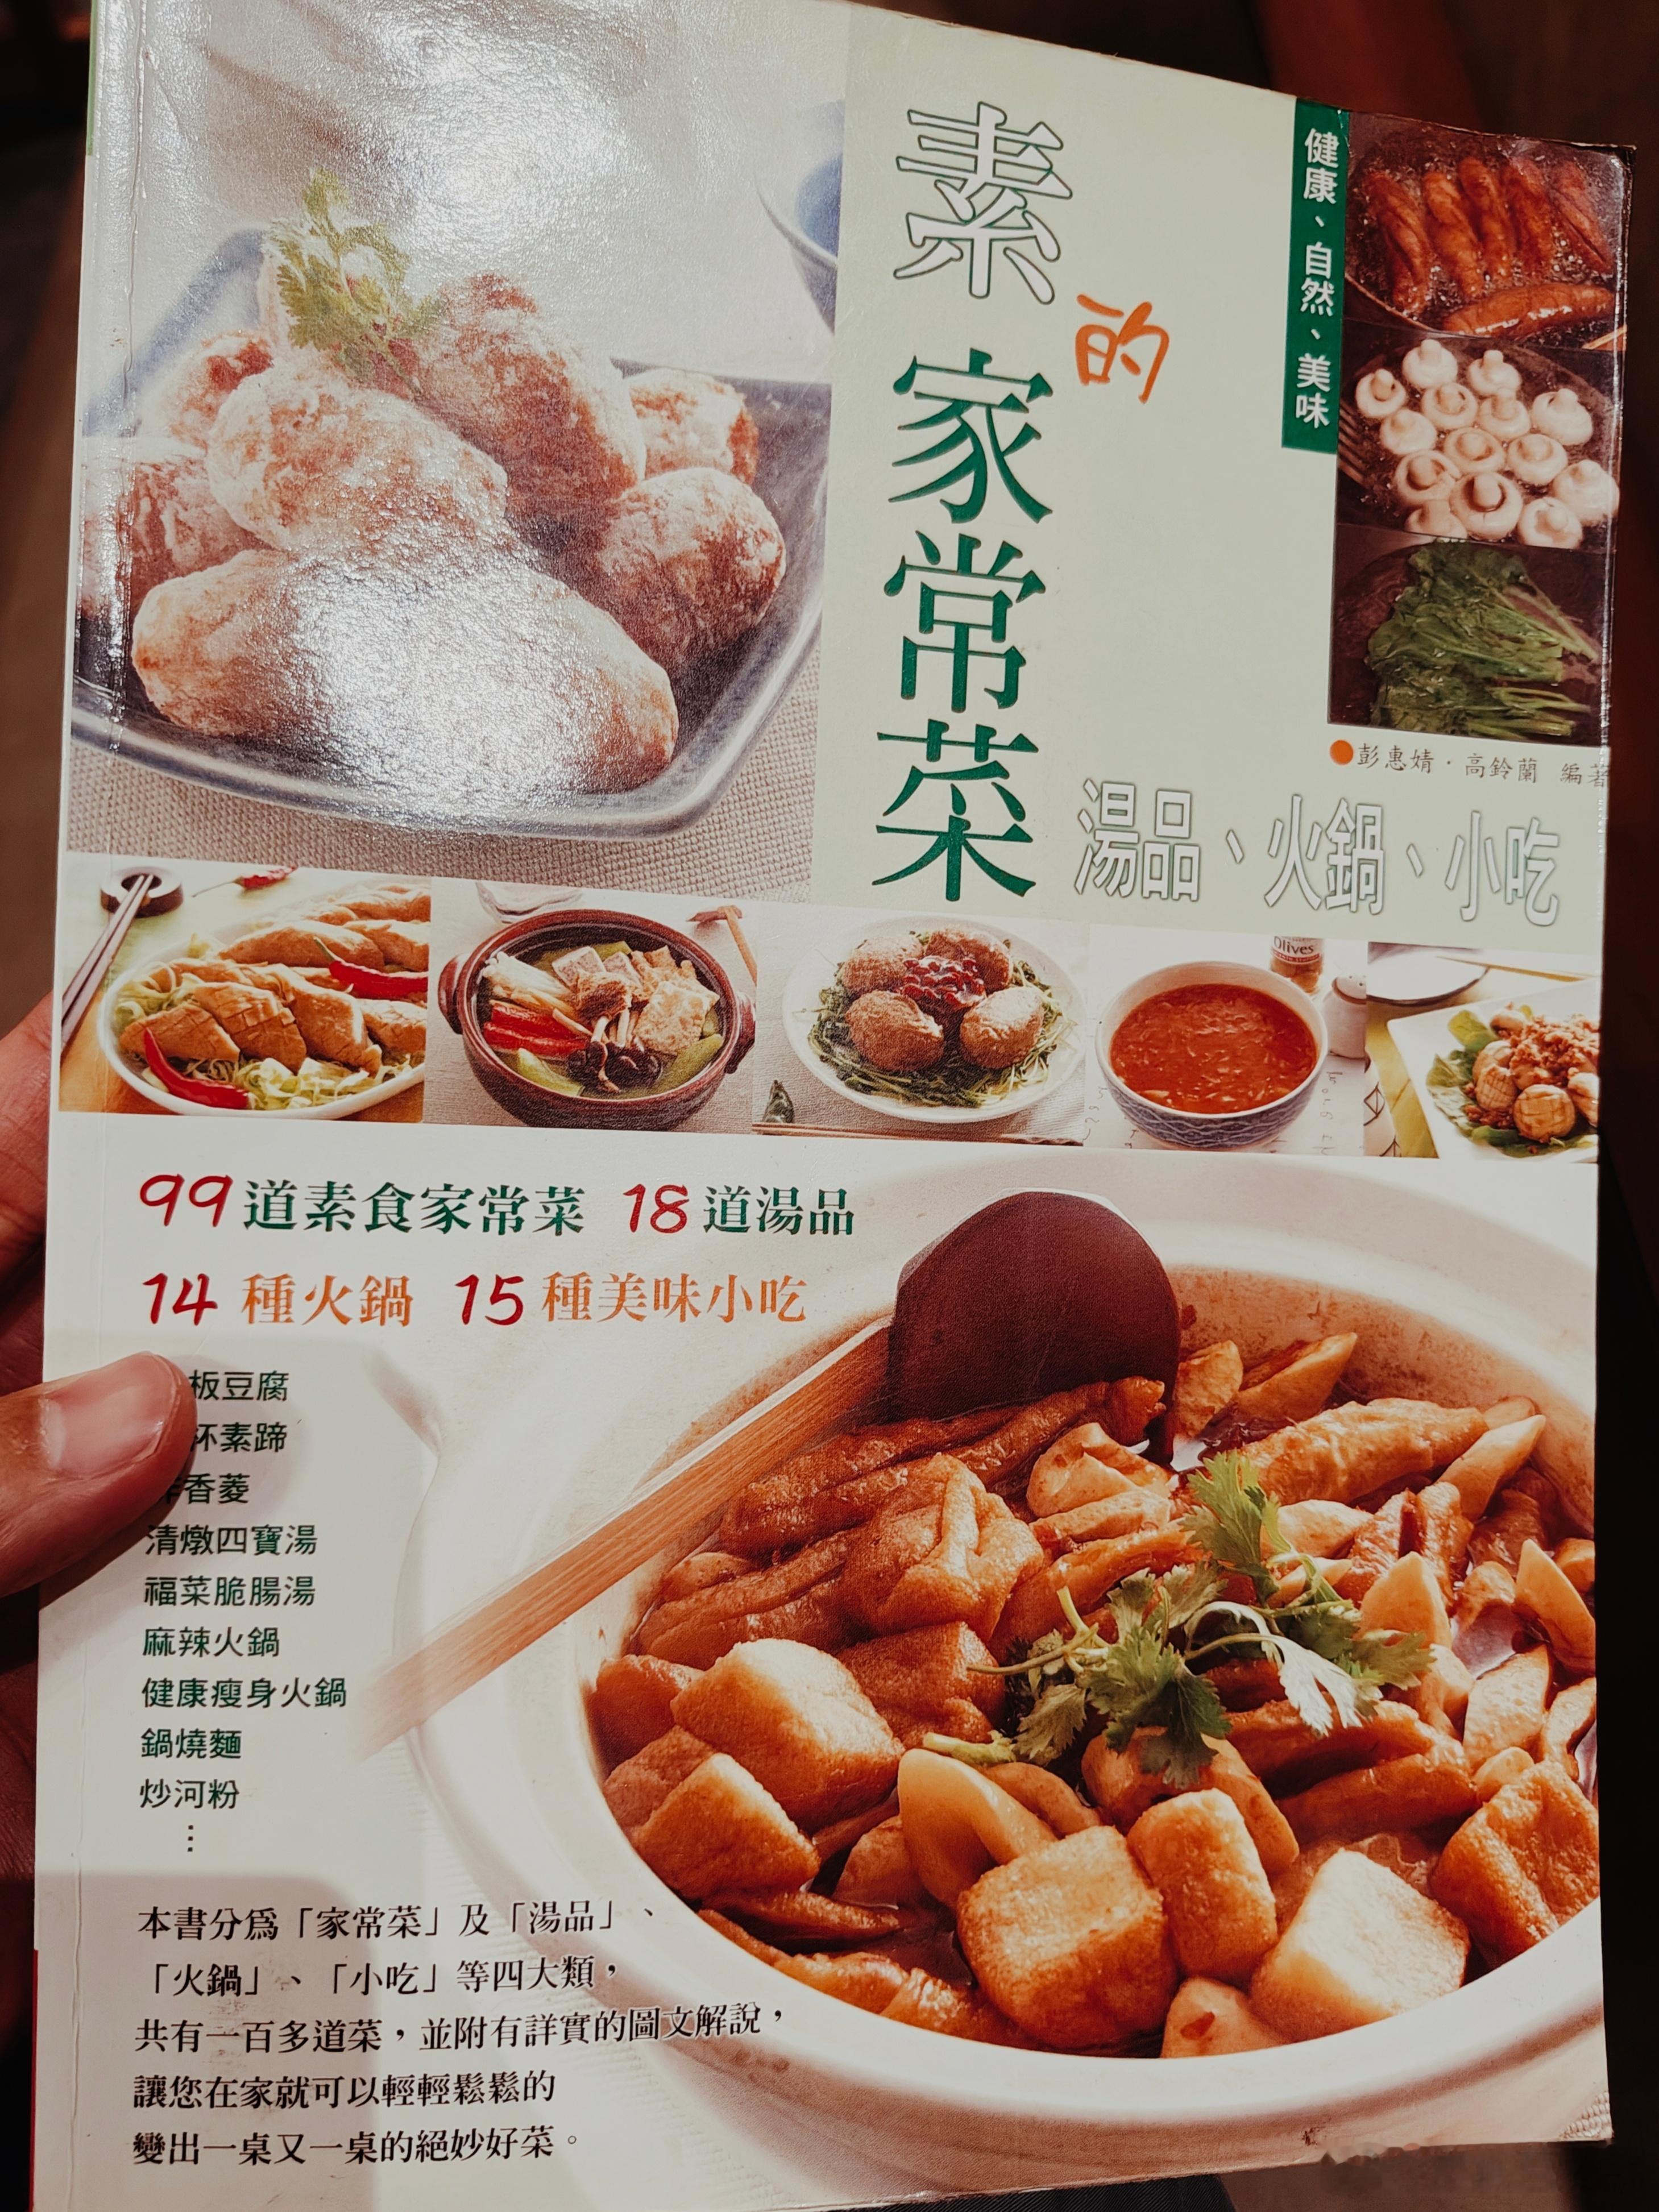 素的家常菜
健康、自然、美味
彭惠婧·高鈴蘭 編著
湯品、火鍋、小吃
Olives
99道素食家常菜 18道湯品
14種火鍋 15種美味小吃
板豆腐
杯素蹄
香菱
清燉四寶湯
福菜脆腸湯
麻辣火鍋
健康瘦身火鍋
鍋燒麵
炒河粉
⋮
本書分爲「家常菜」及「湯品」、
「火鍋」、「小吃」等四大類，
共有一百多道菜，並附有詳實的圖文解說，
讓您在家就可以輕輕鬆鬆的
變出一桌又一桌的絕妙好菜。